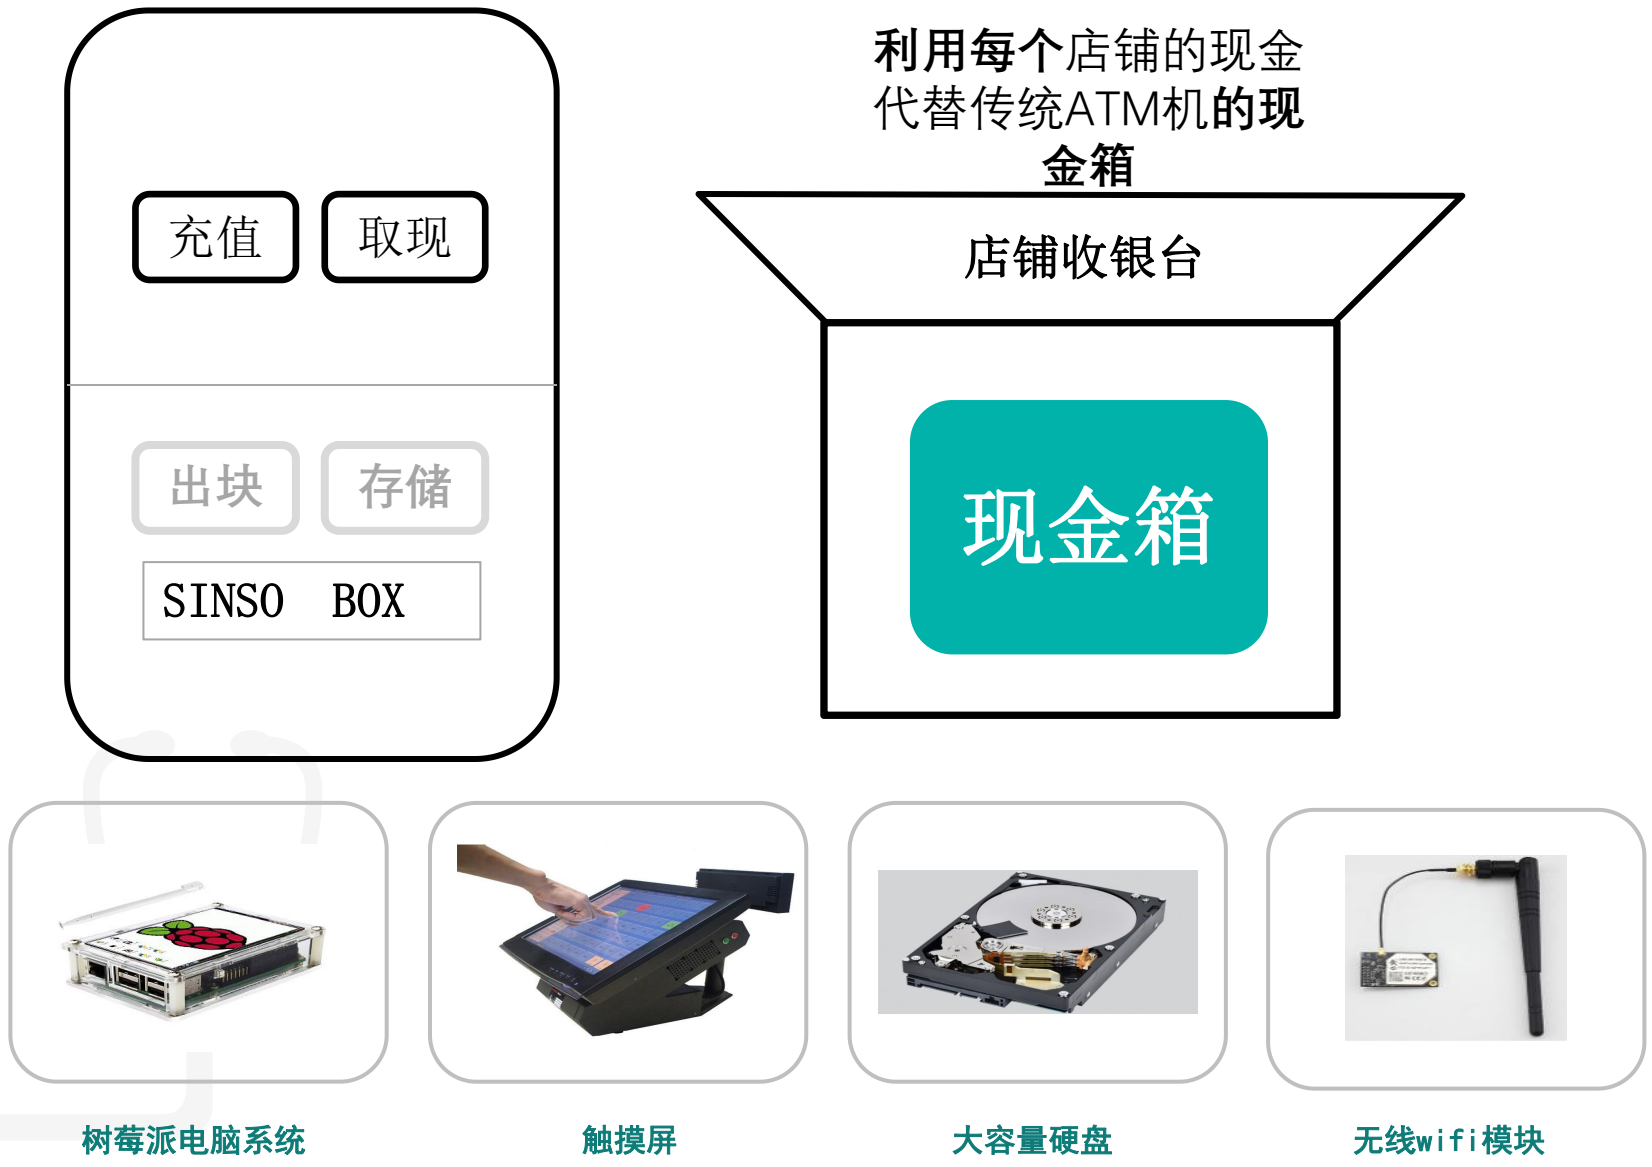 利用每个店铺的现金
代替传统ATM机的现
金箱
充值
取现
店铺收银台
出块
存储
现金箱
SINSO BOX
树莓派电脑系统
触摸屏
大容量硬盘
无线wifi模块